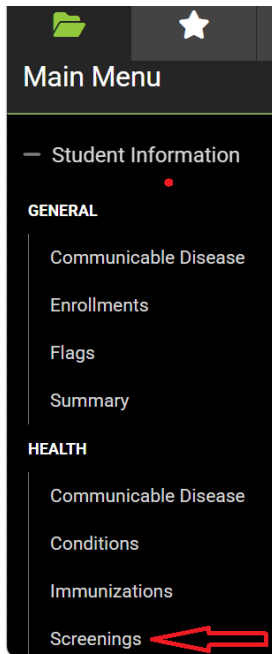 Main Menu
Student Information
GENERAL
Communicable Disease
Enrollments
Flags
Summary
HEALTH
Communicable Disease
Conditions
Immunizations
Screenings